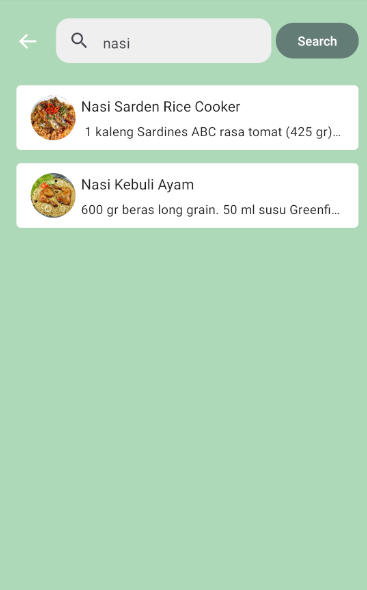 nasi
Search
Nasi Sarden Rice Cooker
1 kaleng Sardines ABC rasa tomat (425 gr)...
Nasi Kebuli Ayam
600 gr beras long grain. 50 ml susu Greenfi...